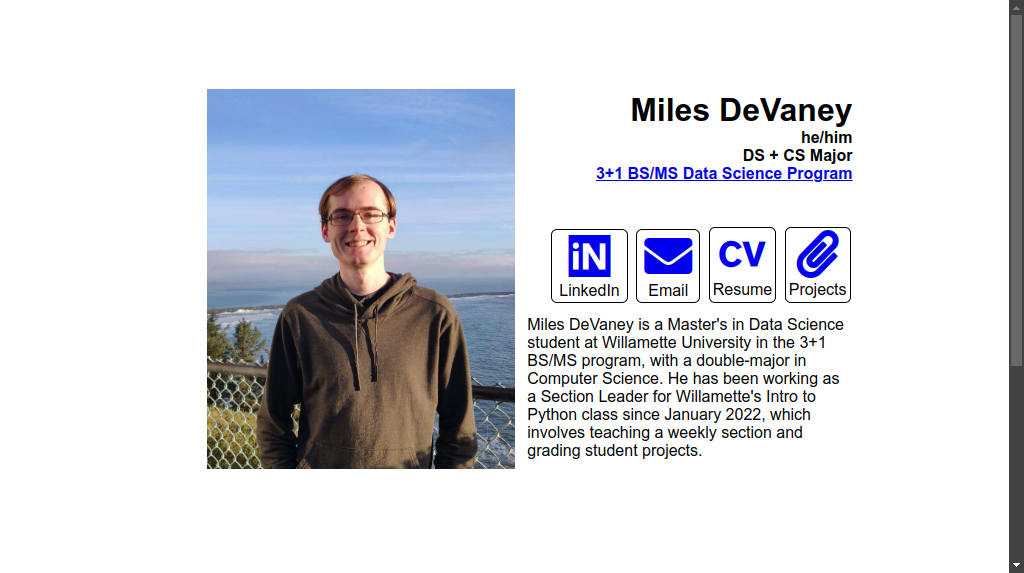 Miles DeVaney
he/him
DS + CS Major
3+1 BS/MS Data Science Program
iN
LinkedIn
Email
CV
Resume
Projects
Miles DeVaney is a Master's in Data Science
student at Willamette University in the 3+1
BS/MS program, with a double-major in
Computer Science. He has been working as
a Section Leader for Willamette's Intro to
Python class since January 2022, which
involves teaching a weekly section and
grading student projects.